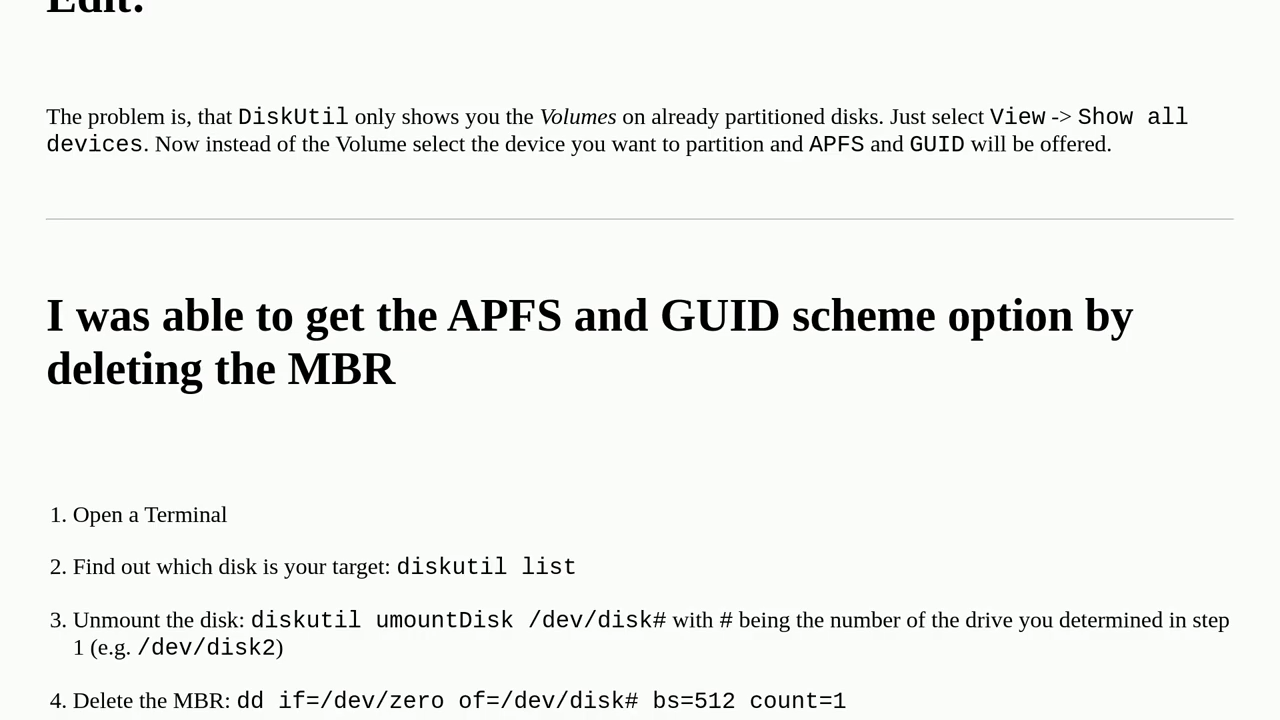 Edit:
The problem is, that DiskUtil only shows you the Volumes on already partitioned disks. Just select View -> Show all
devices. Now instead of the Volume select the device you want to partition and APFS and GUID will be offered.
I was able to get the APFS and GUID scheme option by
deleting the MBR
1. Open a Terminal
2. Find out which disk is your target: diskutil list
3. Unmount the disk: diskutil umountDisk /dev/disk# with # being the number of the drive you determined in step
1 (e.g. /dev/disk2)
4. Delete the MBR: dd if=/dev/zero of=/dev/disk# bs=512 count=1